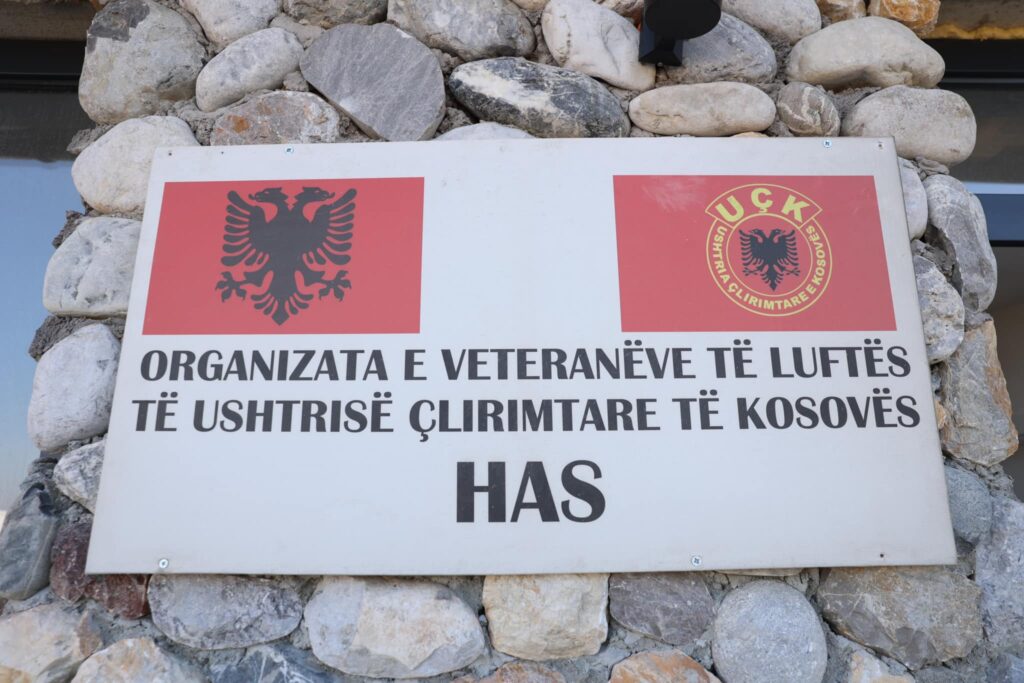 UÇK
USHTRIA ÇLIRIMTARE E KOSOVËS
ORGANIZATA E VETERANËVE TË LUFTËS
TË USHTRISË ÇLIRIMTARE TË KOSOVËS
HAS